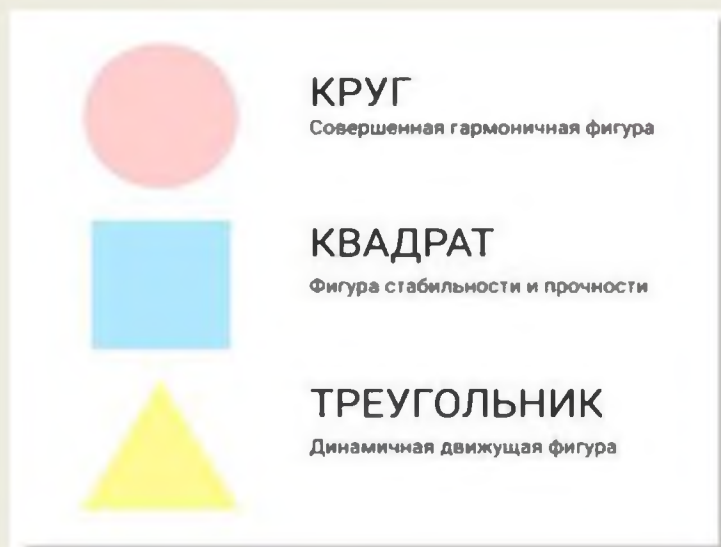 КРУГ
Совершенная гармоничная фигура
КВАДРАТ
Фигура стабильности и прочности
ТРЕУГОЛЬНИК
Динамичная движущая фигура